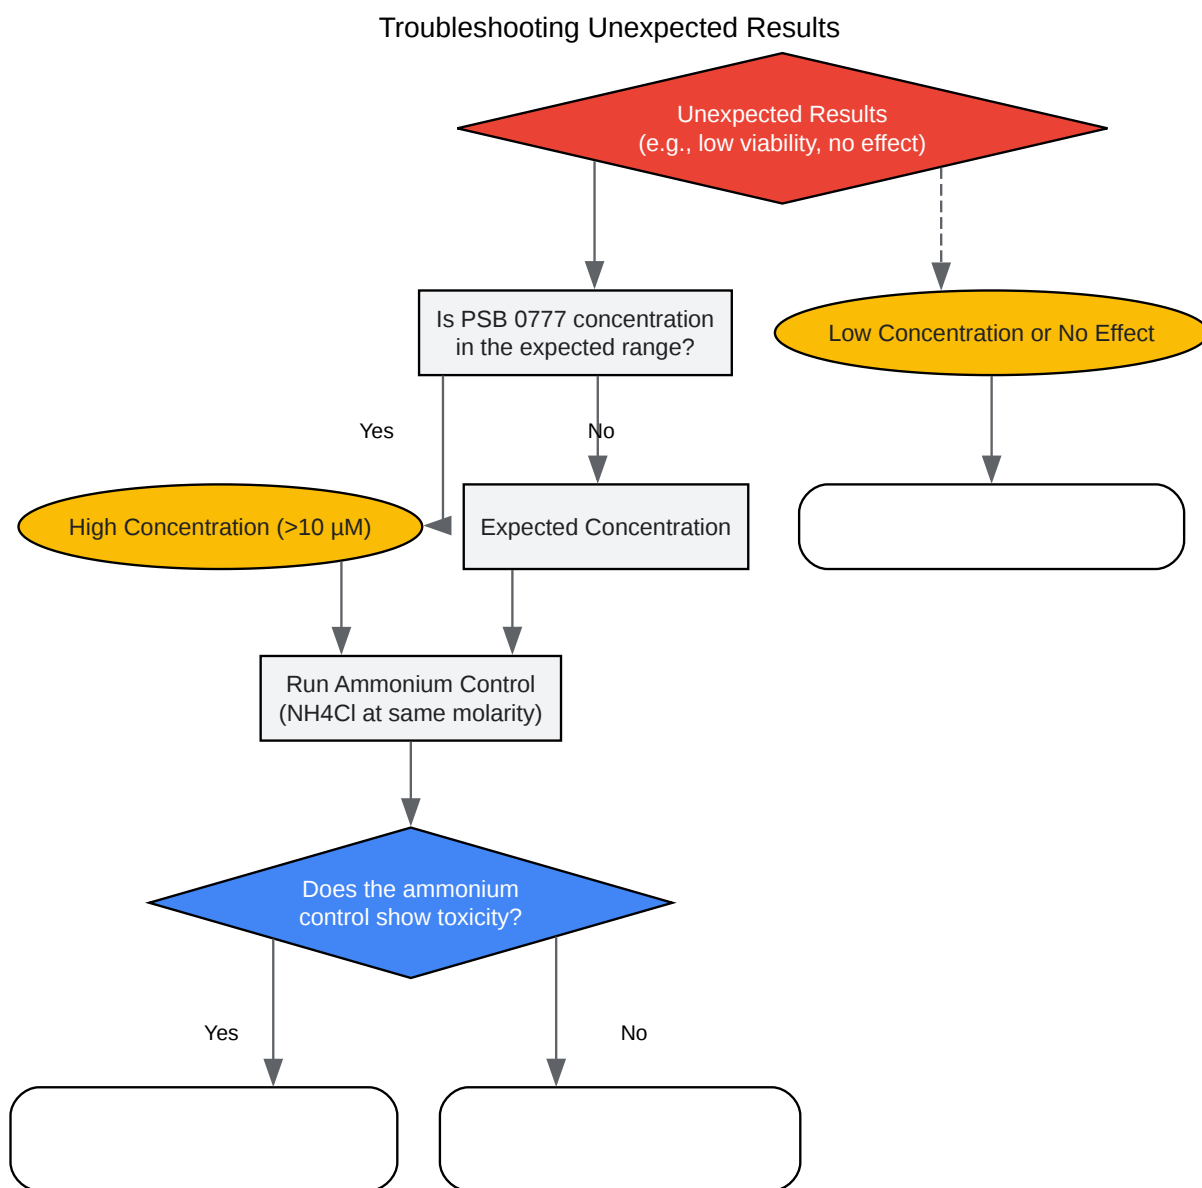 Troubleshooting Unexpected Results
Unexpected Results
(e.g., low viability, no effect)
Is PSB 0777 concentration
in the expected range?
Low Concentration or No Effect
Yes
No
High Concentration (>10 µM)
Expected Concentration
Run Ammonium Control
(NH4Cl at same molarity)
Does the ammonium
control show toxicity?
Yes
No